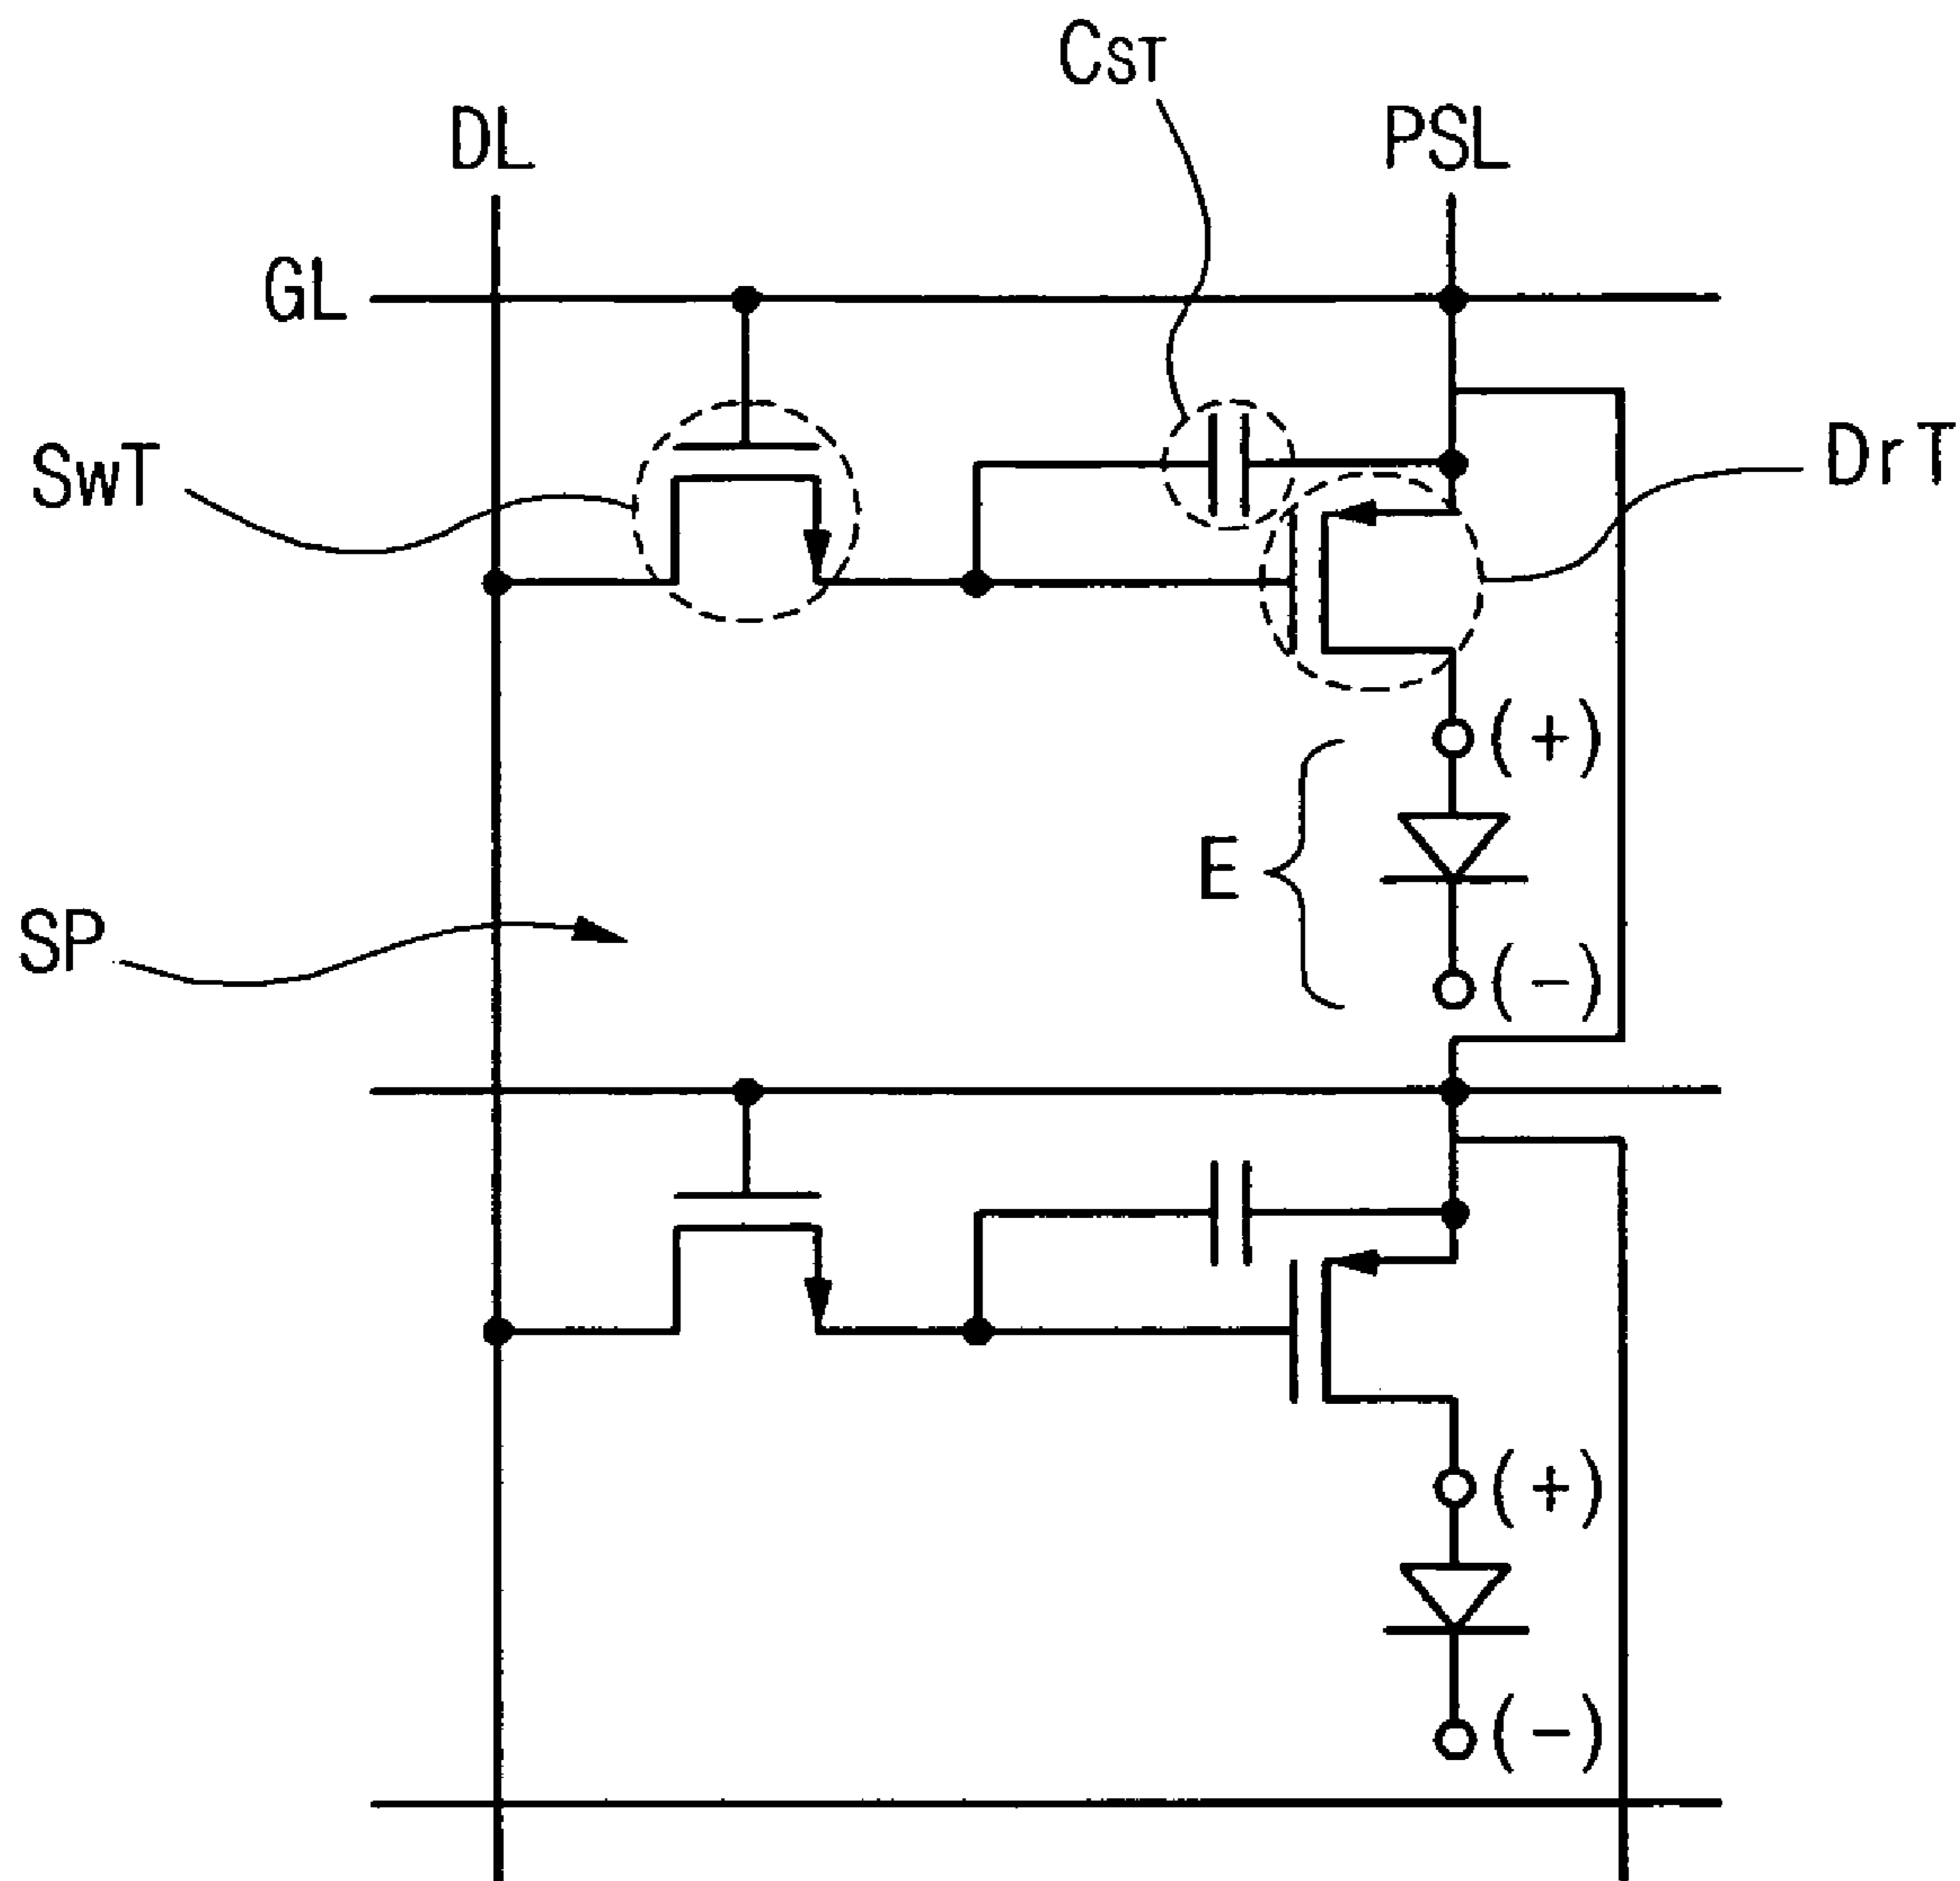 CST
DL
PSL
GL
SwT
DrT
(+)
E
SP
(-)
(+)
(-)